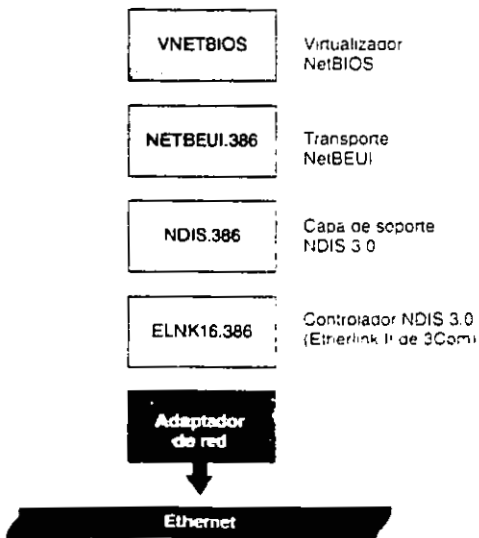 VNETBIOS
Virtualizador
NetBIOS
NETBEUI.386
Transporte
NetBEUI
NDIS.386
Capa de soporte
NDIS 3.0
ELNK16.386
Controlador NDIS 3.0
(Etherlink II de 3Com)
Adaptador
de red
Ethernet